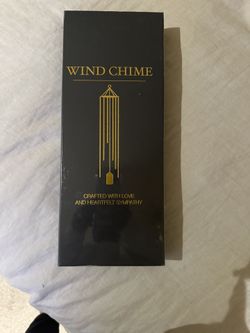 WIND CHIME
CRAFTED WITH LOVE
AND HEARTFELT SYMPATHY